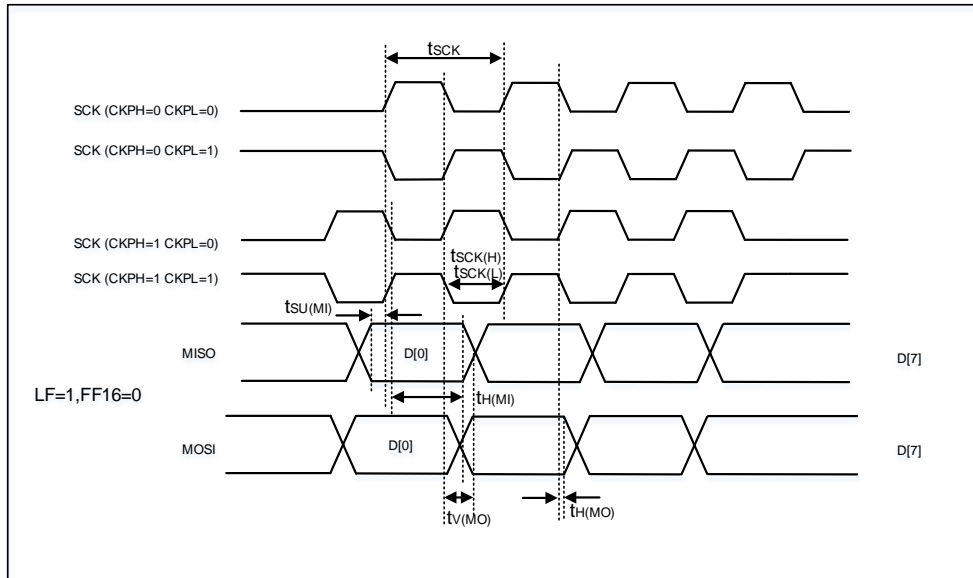 tSCK
SCK (CKPH=0 CKPL=0)
SCK (CKPH=0 CKPL=1)
SCK (CKPH=1 CKPL=0)
tSCK(H)
tSCK(L)
SCK (CKPH=1 CKPL=1)
tSU(MI)
MISO
D[0]
D[7]
LF=1,FF16=0
tH(MI)
MOSI
D[0]
D[7]
tV(MO)
tH(MO)